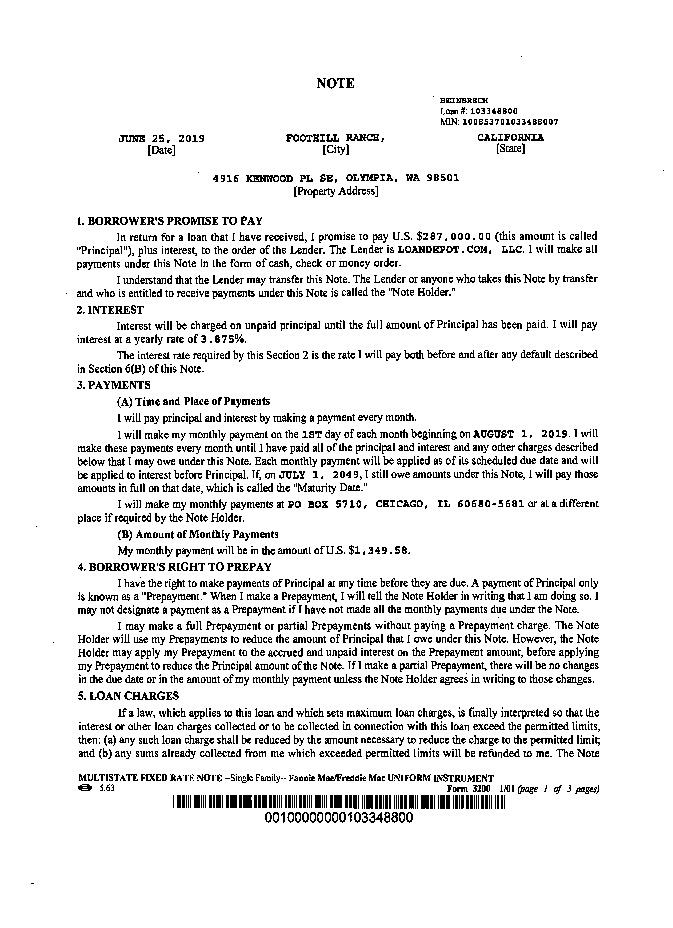 NOTE
BEINBRECH
Loan #: 103348800
MIN: 100853701033488007
JUNE 25, 2019 FOOTHILL RANCH, CALIFORNIA
[Date] [City] [State]
4916 KENWOOD PL SE, OLYMPIA, WA 98501
[Property Address]
1. BORROWER'S PROMISE TO PAY
In return for a loan that I have received, I promise to pay U.S. $287,000.00 (this amount is called
"Principal"), plus interest, to the order of the Lender. The Lender is LOANDEPOT.COM, LLC. I will make all
payments under this Note in the form of cash, check or money order.
I understand that the Lender may transfer this Note. The Lender or anyone who takes this Note by transfer
and who is entitled to receive payments under this Note is called the "Note Holder."
2. INTEREST
Interest will be charged on unpaid principal until the full amount of Principal has been paid. I will pay
interest at a yearly rate of 3.875%.
The interest rate required by this Section 2 is the rate I will pay both before and after any default described
in Section 6(B) of this Note.
3. PAYMENTS
(A) Time and Place of Payments
I will pay principal and interest by making a payment every month.
I will make my monthly payment on the 1ST day of each month beginning on AUGUST 1, 2019. I will
make these payments every month until I have paid all of the principal and interest and any other charges described
below that I may owe under this Note. Each monthly payment will be applied as of its scheduled due date and will
be applied to interest before Principal. If, on JULY 1, 2049, I still owe amounts under this Note, I will pay those
amounts in full on that date, which is called the "Maturity Date."
I will make my monthly payments at PO BOX 5710, CHICAGO, IL 60680-5681 or at a different
place if required by the Note Holder.
(B) Amount of Monthly Payments
My monthly payment will be in the amount of U.S. $1,349.58.
4. BORROWER'S RIGHT TO PREPAY
I have the right to make payments of Principal at any time before they are due. A payment of Principal only
is known as a "Prepayment." When I make a Prepayment, I will tell the Note Holder in writing that I am doing so. I
may not designate a payment as a Prepayment if I have not made all the monthly payments due under the Note.
I may make a full Prepayment or partial Prepayments without paying a Prepayment charge. The Note
Holder will use my Prepayments to reduce the amount of Principal that I owe under this Note. However, the Note
Holder may apply my Prepayment to the accrued and unpaid interest on the Prepayment amount, before applying
my Prepayment to reduce the Principal amount of the Note. If I make a partial Prepayment, there will be no changes
in the due date or in the amount of my monthly payment unless the Note Holder agrees in writing to those changes.
5. LOAN CHARGES
If a law, which applies to this loan and which sets maximum loan charges, is finally interpreted so that the
interest or other loan charges collected or to be collected in connection with this loan exceed the permitted limits,
then: (a) any such loan charge shall be reduced by the amount necessary to reduce the charge to the permitted limit;
and (b) any sums already collected from me which exceeded permitted limits will be refunded to me. The Note
MULTISTATE FIXED RATE NOTE --Single Family-- Fannie Mae/Freddie Mac UNIFORM INSTRUMENT
5.63 Form 3200 1/01 (page 1 of 3 pages)
00100000000103348800